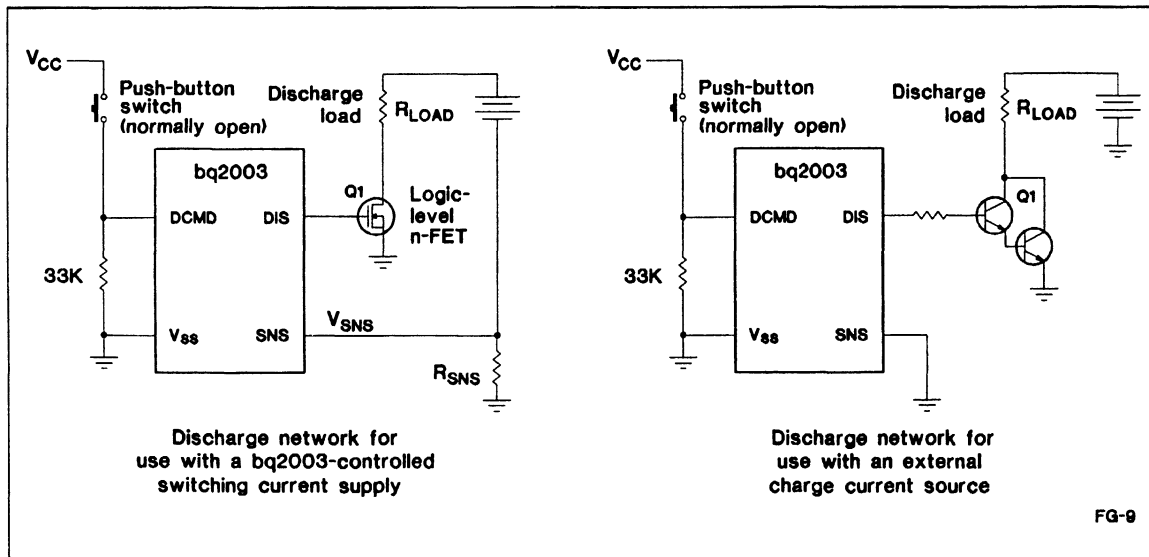 VCC
Push-button
switch
(normally open)
Discharge
load
RLOAD
bq2003
Q1
Logic-
level
n-FET
DCMD
DIS
33K
VSS
SNS
VSNS
RSNS
Discharge network for
use with a bq2003-controlled
switching current supply
VCC
Push-button
switch
(normally open)
Discharge
load
RLOAD
bq2003
Q1
DCMD
DIS
33K
VSS
SNS
Discharge network for
use with an external
charge current source
FG-9